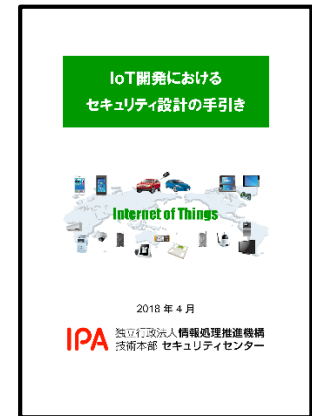 IoT開発における
セキュリティ設計の手引き
Internet of Things
2018 年 4 月
IPA 独立行政法人情報処理推進機構
技術本部 セキュリティセンター